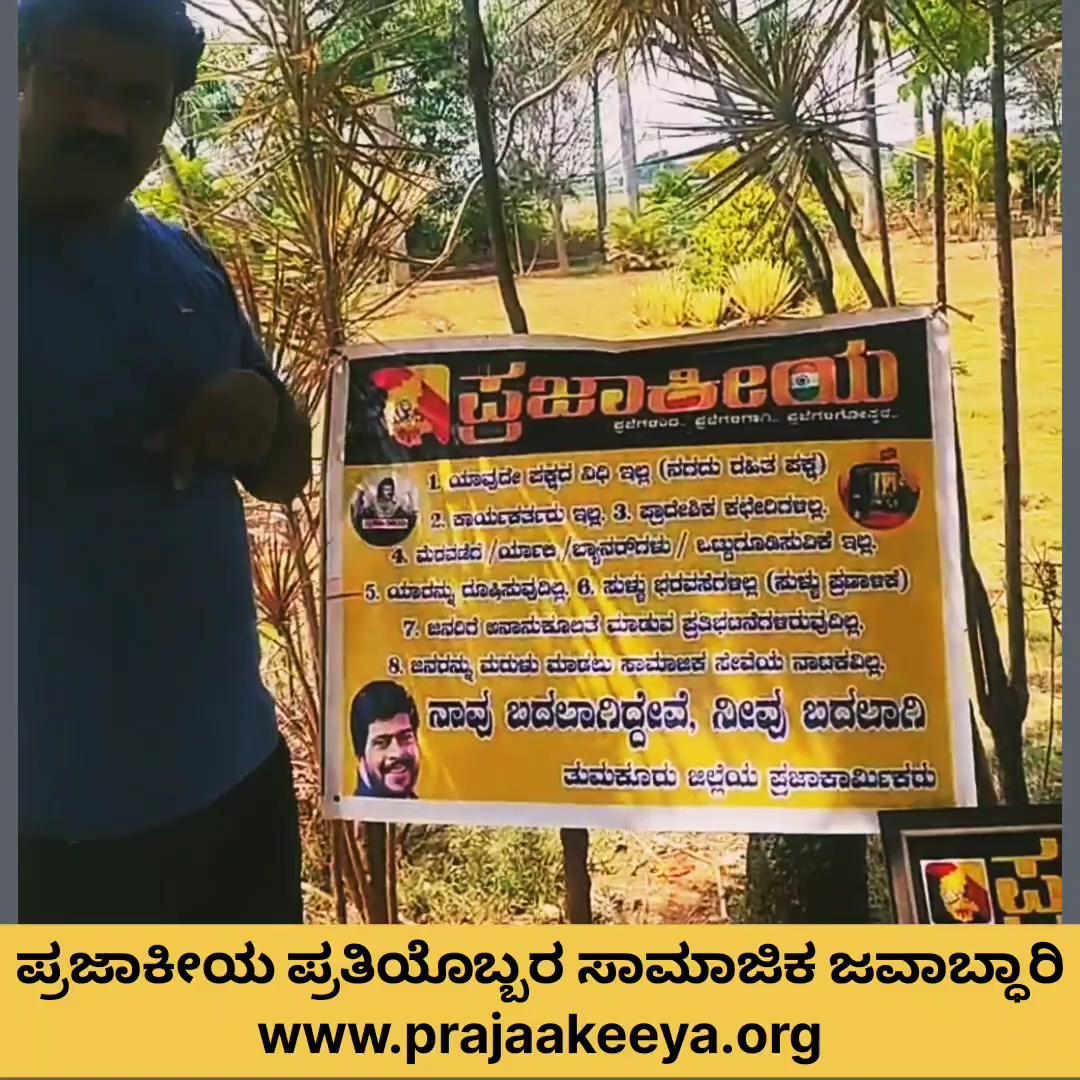 ಪ್ರಜಾಕೀಯ
ಪ್ರಜೆಗಳಿಂದ.. ಪ್ರಜೆಗಳಿಗಾಗಿ.. ಪ್ರಜೆಗಳಿಗೋಸ್ಕರ..
1. ಯಾವುದೇ ಪಕ್ಷದ ನಿಧಿ ಇಲ್ಲ (ನಗದು ರಹಿತ ಪಕ್ಷ)
2. ಕಾರ್ಯಕರ್ತರು ಇಲ್ಲ, 3. ಪ್ರಾದೇಶಿಕ ಕಛೇರಿಗಳಿಲ್ಲ,
4. ಮೆರವಣಿಗೆ /ರ್ಯಾಲಿ /ಬ್ಯಾನರ್‌ಗಳು / ಒಟ್ಟುಗೂಡಿಸುವಿಕೆ ಇಲ್ಲ,
5. ಯಾರನ್ನು ದೂಷಿಸುವುದಿಲ್ಲ, 6. ಸುಳ್ಳು ಭರವಸೆಗಳಿಲ್ಲ (ಸುಳ್ಳು ಪ್ರಣಾಳಿಕೆ)
7. ಜನರಿಗೆ ಅನಾನುಕೂಲತೆ ಮಾಡುವ ಪ್ರತಿಭಟನೆಗಳಿರುವುದಿಲ್ಲ,
8. ಜನರನ್ನು ಮರುಳು ಮಾಡಲು ಸಾಮಾಜಿಕ ಸೇವೆಯ ನಾಟಕವಿಲ್ಲ,
ನಾವು ಬದಲಾಗಿದ್ದೇವೆ, ನೀವು ಬದಲಾಗಿ
ತುಮಕೂರು ಜಿಲ್ಲೆಯ ಪ್ರಜಾಕಾರ್ಮಿಕರು
ಪ್ರಜಾಕೀಯ ಪ್ರತಿಯೊಬ್ಬರ ಸಾಮಾಜಿಕ ಜವಾಬ್ಧಾರಿ
www.prajaakeeya.org